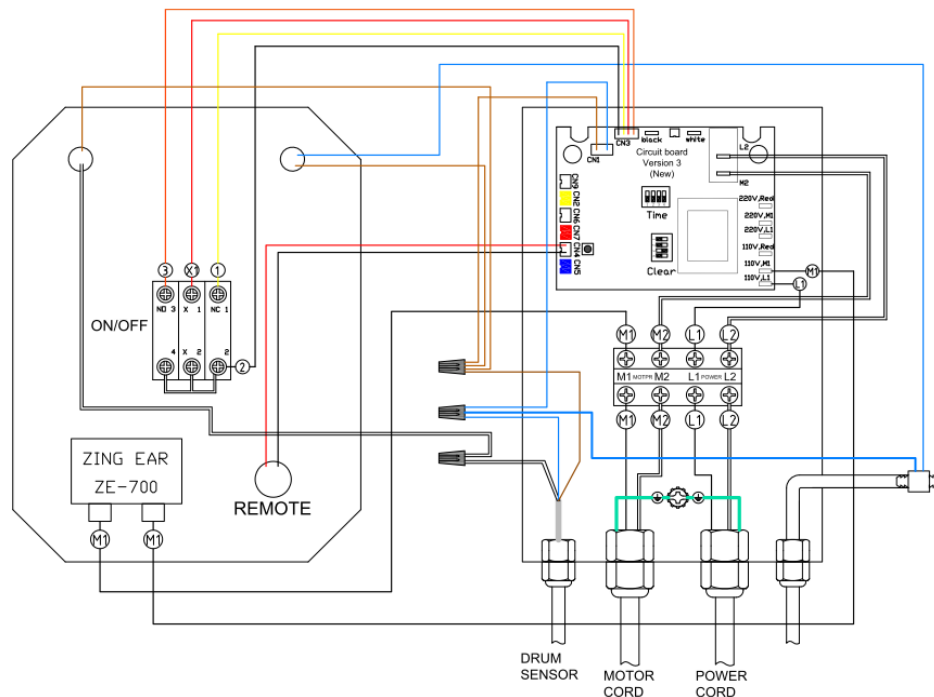 CN3
black
white
L2
CN1
Circuit board
Version 3
(New)
M2
CN9
CN2
CN6
CN7
CN4
CN5
Time
Clear
220V,Red
220V,M1
220V,L1
110V,Red
110V,M1
110V,L1
M1
L1
3
X1
1
NO 3
X 1
NC 1
ON/OFF
4
X 2
2
2
M1
M2
L1
L2
M1
MOTPR
M2
L1
POWER
L2
M1
M2
L1
L2
ZING EAR
ZE-700
M1
M1
REMOTE
DRUM
SENSOR
MOTOR
CORD
POWER
CORD